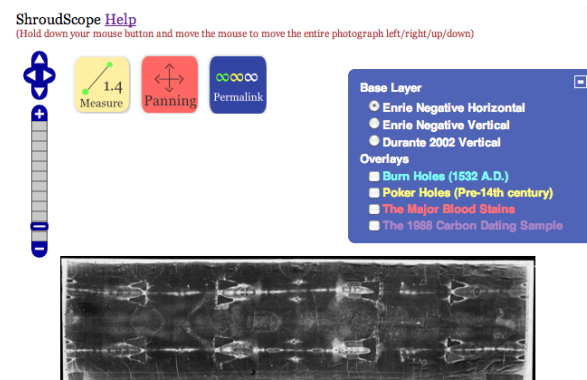 ShroudScope Help
(Hold down your mouse button and move the mouse to move the entire photograph left/right/up/down)
1.4
Measure
Panning
Permalink
Base Layer
Enrie Negative Horizontal
Enrie Negative Vertical
Durante 2002 Vertical
Overlays
Burn Holes (1532 A.D.)
Poker Holes (Pre-14th century)
The Major Blood Stains
The 1988 Carbon Dating Sample